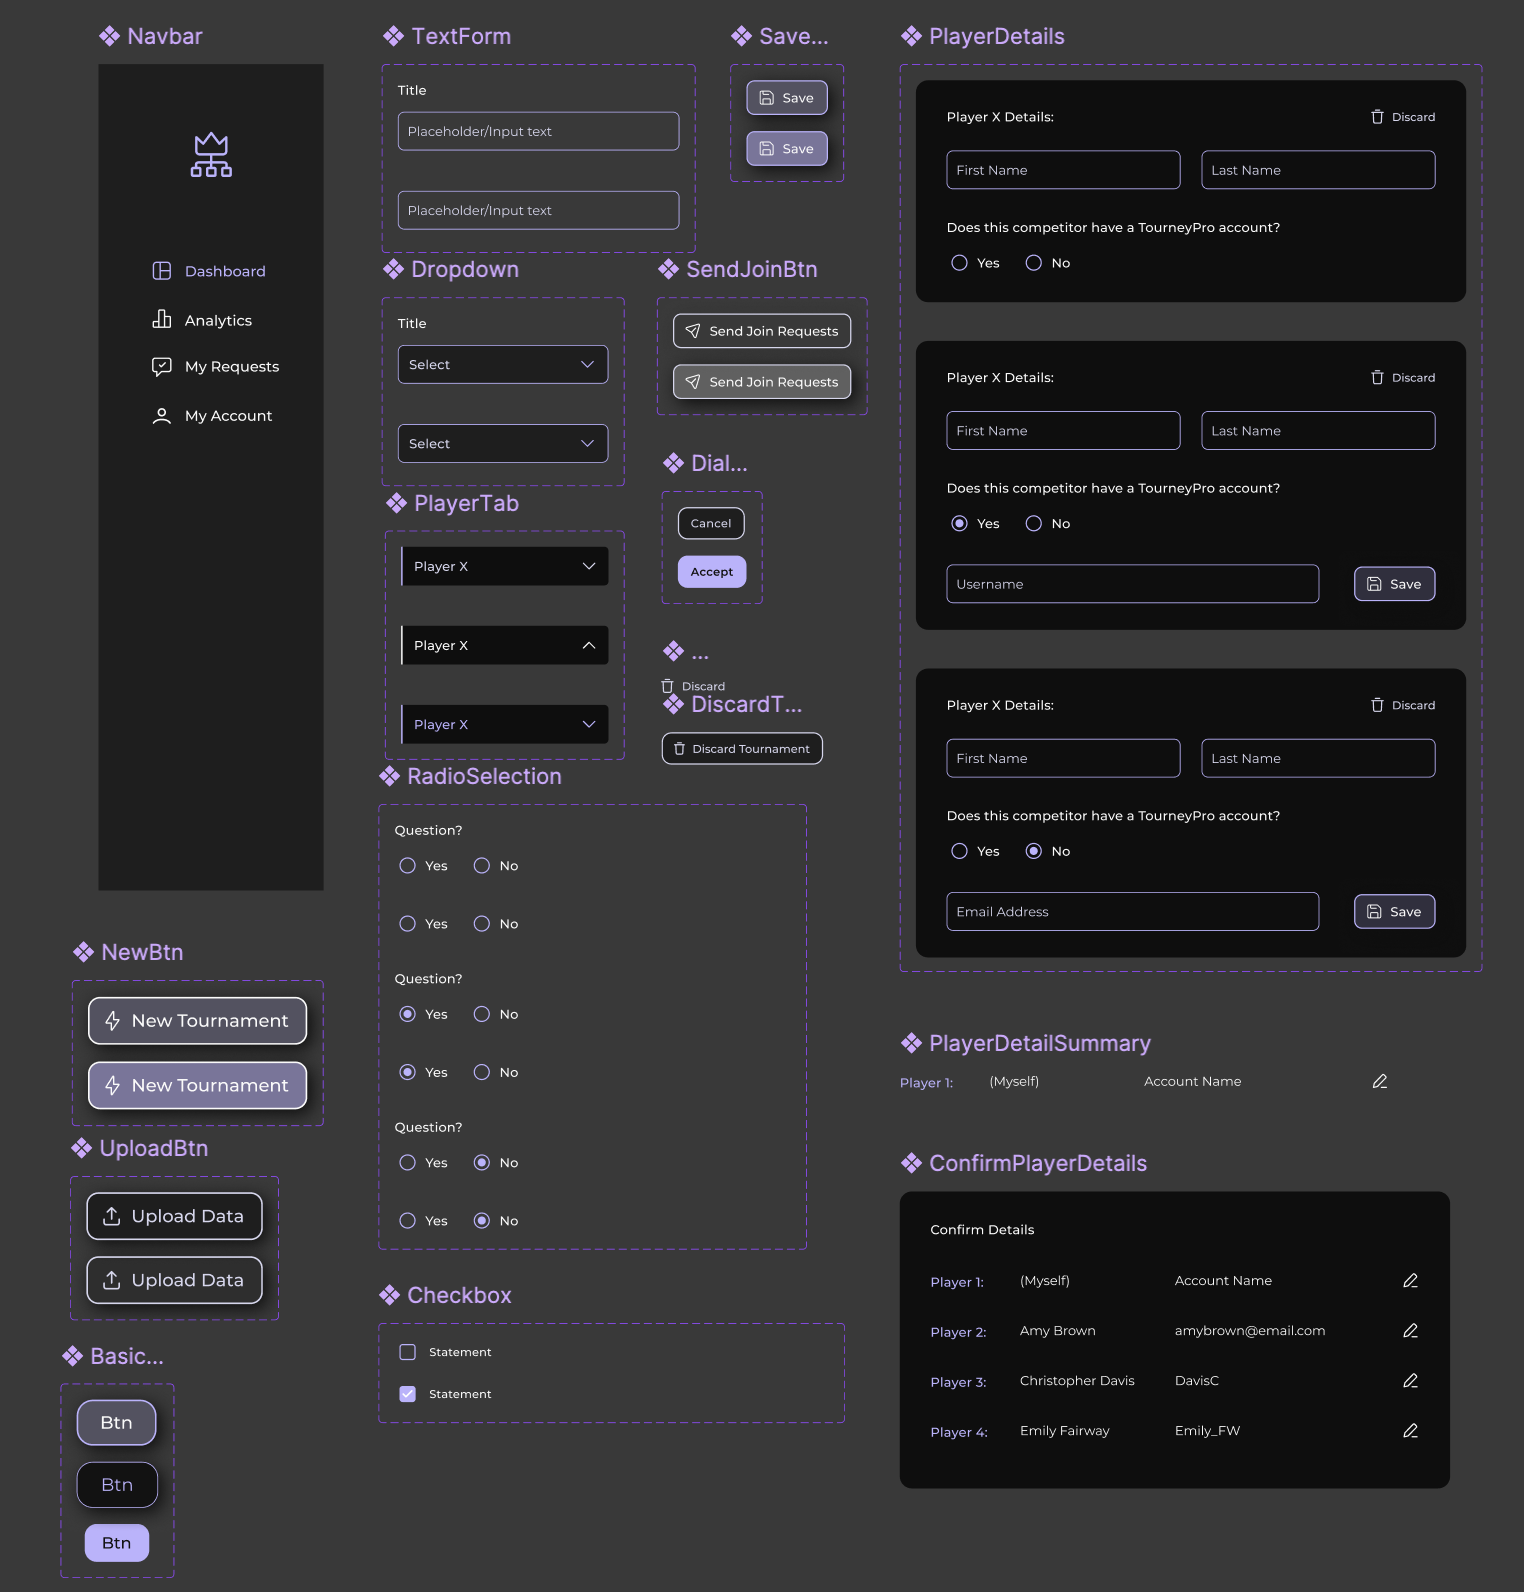 Navbar
Dashboard
Analytics
My Requests
My Account
TextForm
Title
Placeholder/Input text
Placeholder/Input text
Save...
Save
Save
Dropdown
Title
Select
Select
SendJoinBtn
Send Join Requests
Send Join Requests
PlayerTab
Player X
Player X
Player X
Dial...
Cancel
Accept
...
Discard
DiscardT...
Discard Tournament
RadioSelection
Question?
Yes No
Yes No
Question?
Yes No
Yes No
Question?
Yes No
Yes No
Checkbox
Statement
Statement
NewBtn
New Tournament
New Tournament
UploadBtn
Upload Data
Upload Data
Basic...
Btn
Btn
Btn
PlayerDetails
Player X Details: Discard
First Name Last Name
Does this competitor have a TourneyPro account?
Yes No
Player X Details: Discard
First Name Last Name
Does this competitor have a TourneyPro account?
Yes No
Username Save
Player X Details: Discard
First Name Last Name
Does this competitor have a TourneyPro account?
Yes No
Email Address Save
PlayerDetailSummary
Player 1: (Myself) Account Name
ConfirmPlayerDetails
Confirm Details
Player 1: (Myself) Account Name
Player 2: Amy Brown amybrown@email.com
Player 3: Christopher Davis DavisC
Player 4: Emily Fairway Emily_FW